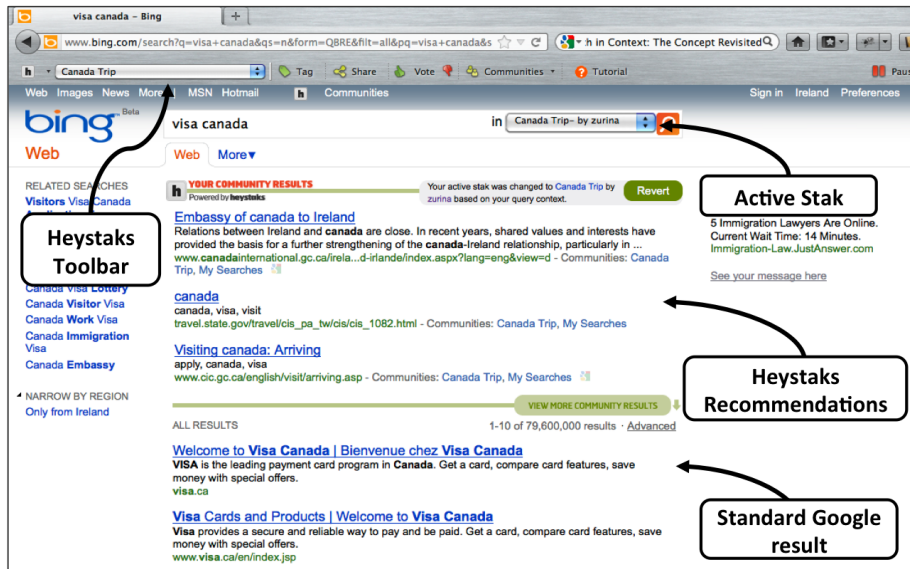 visa canada – Bing
www.bing.com/search?q=visa+canada&qs=n&form=QBRE&filt=all&pq=visa+canada&s
h in Context: The Concept Revisited
h Canada Trip Tag Share Vote Communities Tutorial Paus
Web Images News More MSN Hotmail h Communities Sign in Ireland Preferences
bing Beta
visa canada in Canada Trip– by zurina
Web
Web More▾
RELATED SEARCHES
Visitors Visa Canada
Canada Visa Lottery
Canada Visitor Visa
Canada Work Visa
Canada Immigration
Visa
Canada Embassy
NARROW BY REGION
Only from Ireland
h YOUR COMMUNITY RESULTS
Powered by heystaks
Your active stak was changed to Canada Trip by
zurina based on your query context.
Revert
Embassy of canada to Ireland
Relations between Ireland and canada are close. In recent years, shared values and interests have
provided the basis for a further strengthening of the canada-Ireland relationship, particularly in ...
www.canadainternational.gc.ca/irela...d-irlande/index.aspx?lang=eng&view=d - Communities: Canada
Trip, My Searches
canada
canada, visa, visit
travel.state.gov/travel/cis_pa_tw/cis/cis_1082.html - Communities: Canada Trip, My Searches
Visiting canada: Arriving
apply, canada, visa
www.cic.gc.ca/english/visit/arriving.asp - Communities: Canada Trip, My Searches
VIEW MORE COMMUNITY RESULTS
ALL RESULTS 1-10 of 79,600,000 results · Advanced
Welcome to Visa Canada | Bienvenue chez Visa Canada
VISA is the leading payment card program in Canada. Get a card, compare card features, save
money with special offers.
visa.ca
Visa Cards and Products | Welcome to Visa Canada
Visa provides a secure and reliable way to pay and be paid. Get a card, compare card features, save
money with special offers.
www.visa.ca/en/index.jsp
5 Immigration Lawyers Are Online.
Current Wait Time: 14 Minutes.
Immigration-Law.JustAnswer.com
See your message here
Heystaks
Toolbar
Active Stak
Heystaks
Recommendations
Standard Google
result